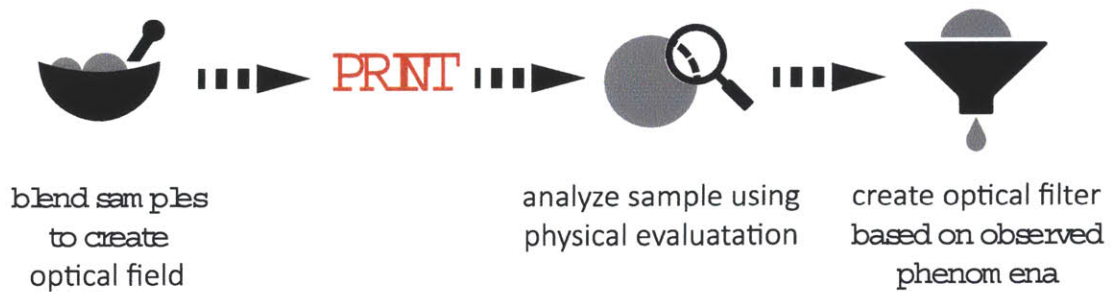 PRINT
blend samples
to create
optical field
analyze sample using
physical evaluatation
create optical filter
based on observed
phenomena